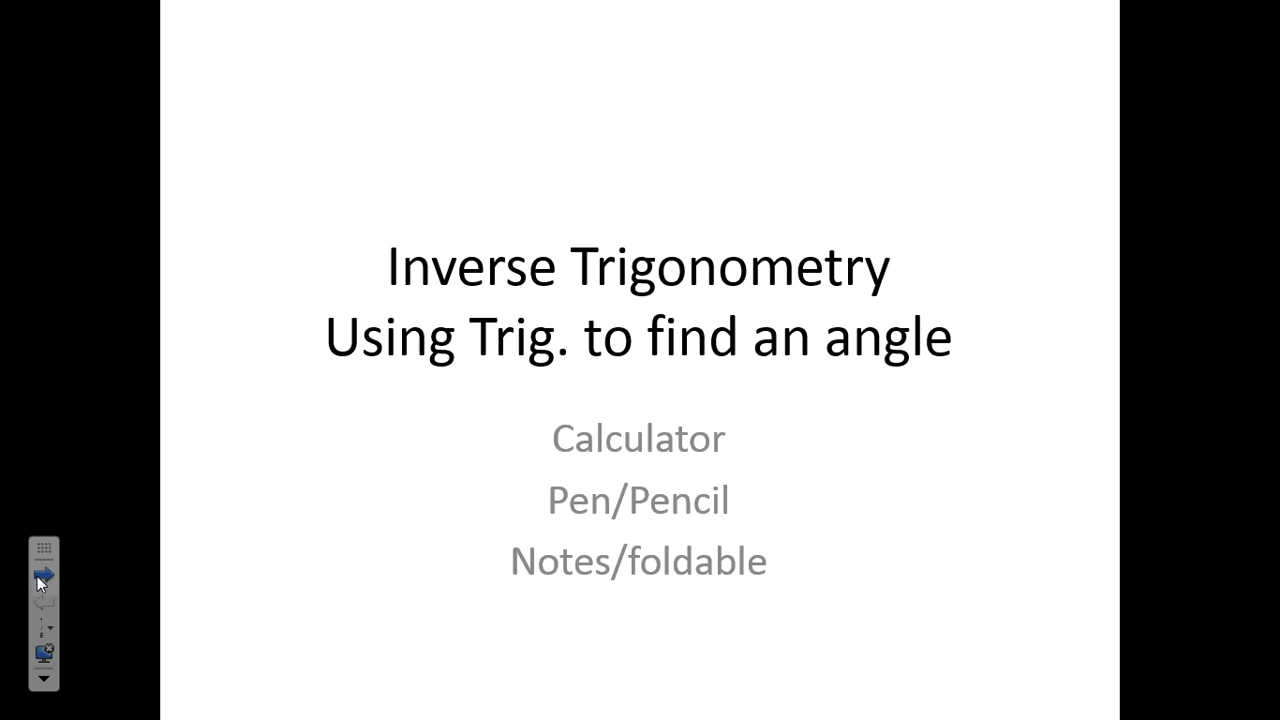 Inverse Trigonometry
Using Trig. to find an angle
Calculator
Pen/Pencil
Notes/foldable